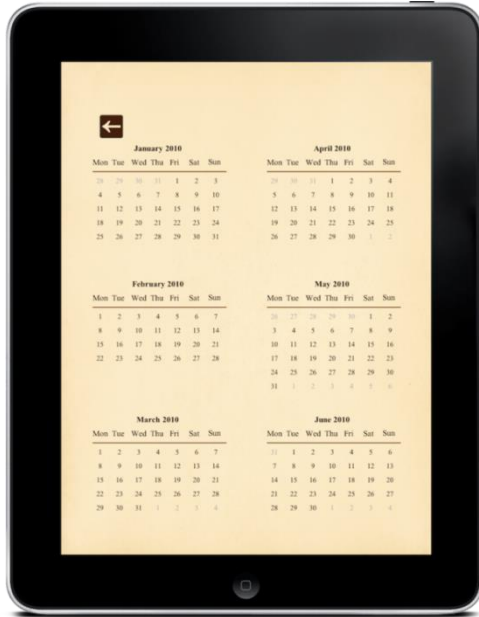 January 2010
Mon Tue Wed Thu Fri Sat Sun
28 29 30 31 1 2 3
4 5 6 7 8 9 10
11 12 13 14 15 16 17
18 19 20 21 22 23 24
25 26 27 28 29 30 31
February 2010
Mon Tue Wed Thu Fri Sat Sun
1 2 3 4 5 6 7
8 9 10 11 12 13 14
15 16 17 18 19 20 21
22 23 24 25 26 27 28
March 2010
Mon Tue Wed Thu Fri Sat Sun
1 2 3 4 5 6 7
8 9 10 11 12 13 14
15 16 17 18 19 20 21
22 23 24 25 26 27 28
29 30 31 1 2 3 4
April 2010
Mon Tue Wed Thu Fri Sat Sun
29 30 31 1 2 3 4
5 6 7 8 9 10 11
12 13 14 15 16 17 18
19 20 21 22 23 24 25
26 27 28 29 30 1 2
May 2010
Mon Tue Wed Thu Fri Sat Sun
26 27 28 29 30 1 2
3 4 5 6 7 8 9
10 11 12 13 14 15 16
17 18 19 20 21 22 23
24 25 26 27 28 29 30
31 1 2 3 4 5 6
June 2010
Mon Tue Wed Thu Fri Sat Sun
31 1 2 3 4 5 6
7 8 9 10 11 12 13
14 15 16 17 18 19 20
21 22 23 24 25 26 27
28 29 30 1 2 3 4